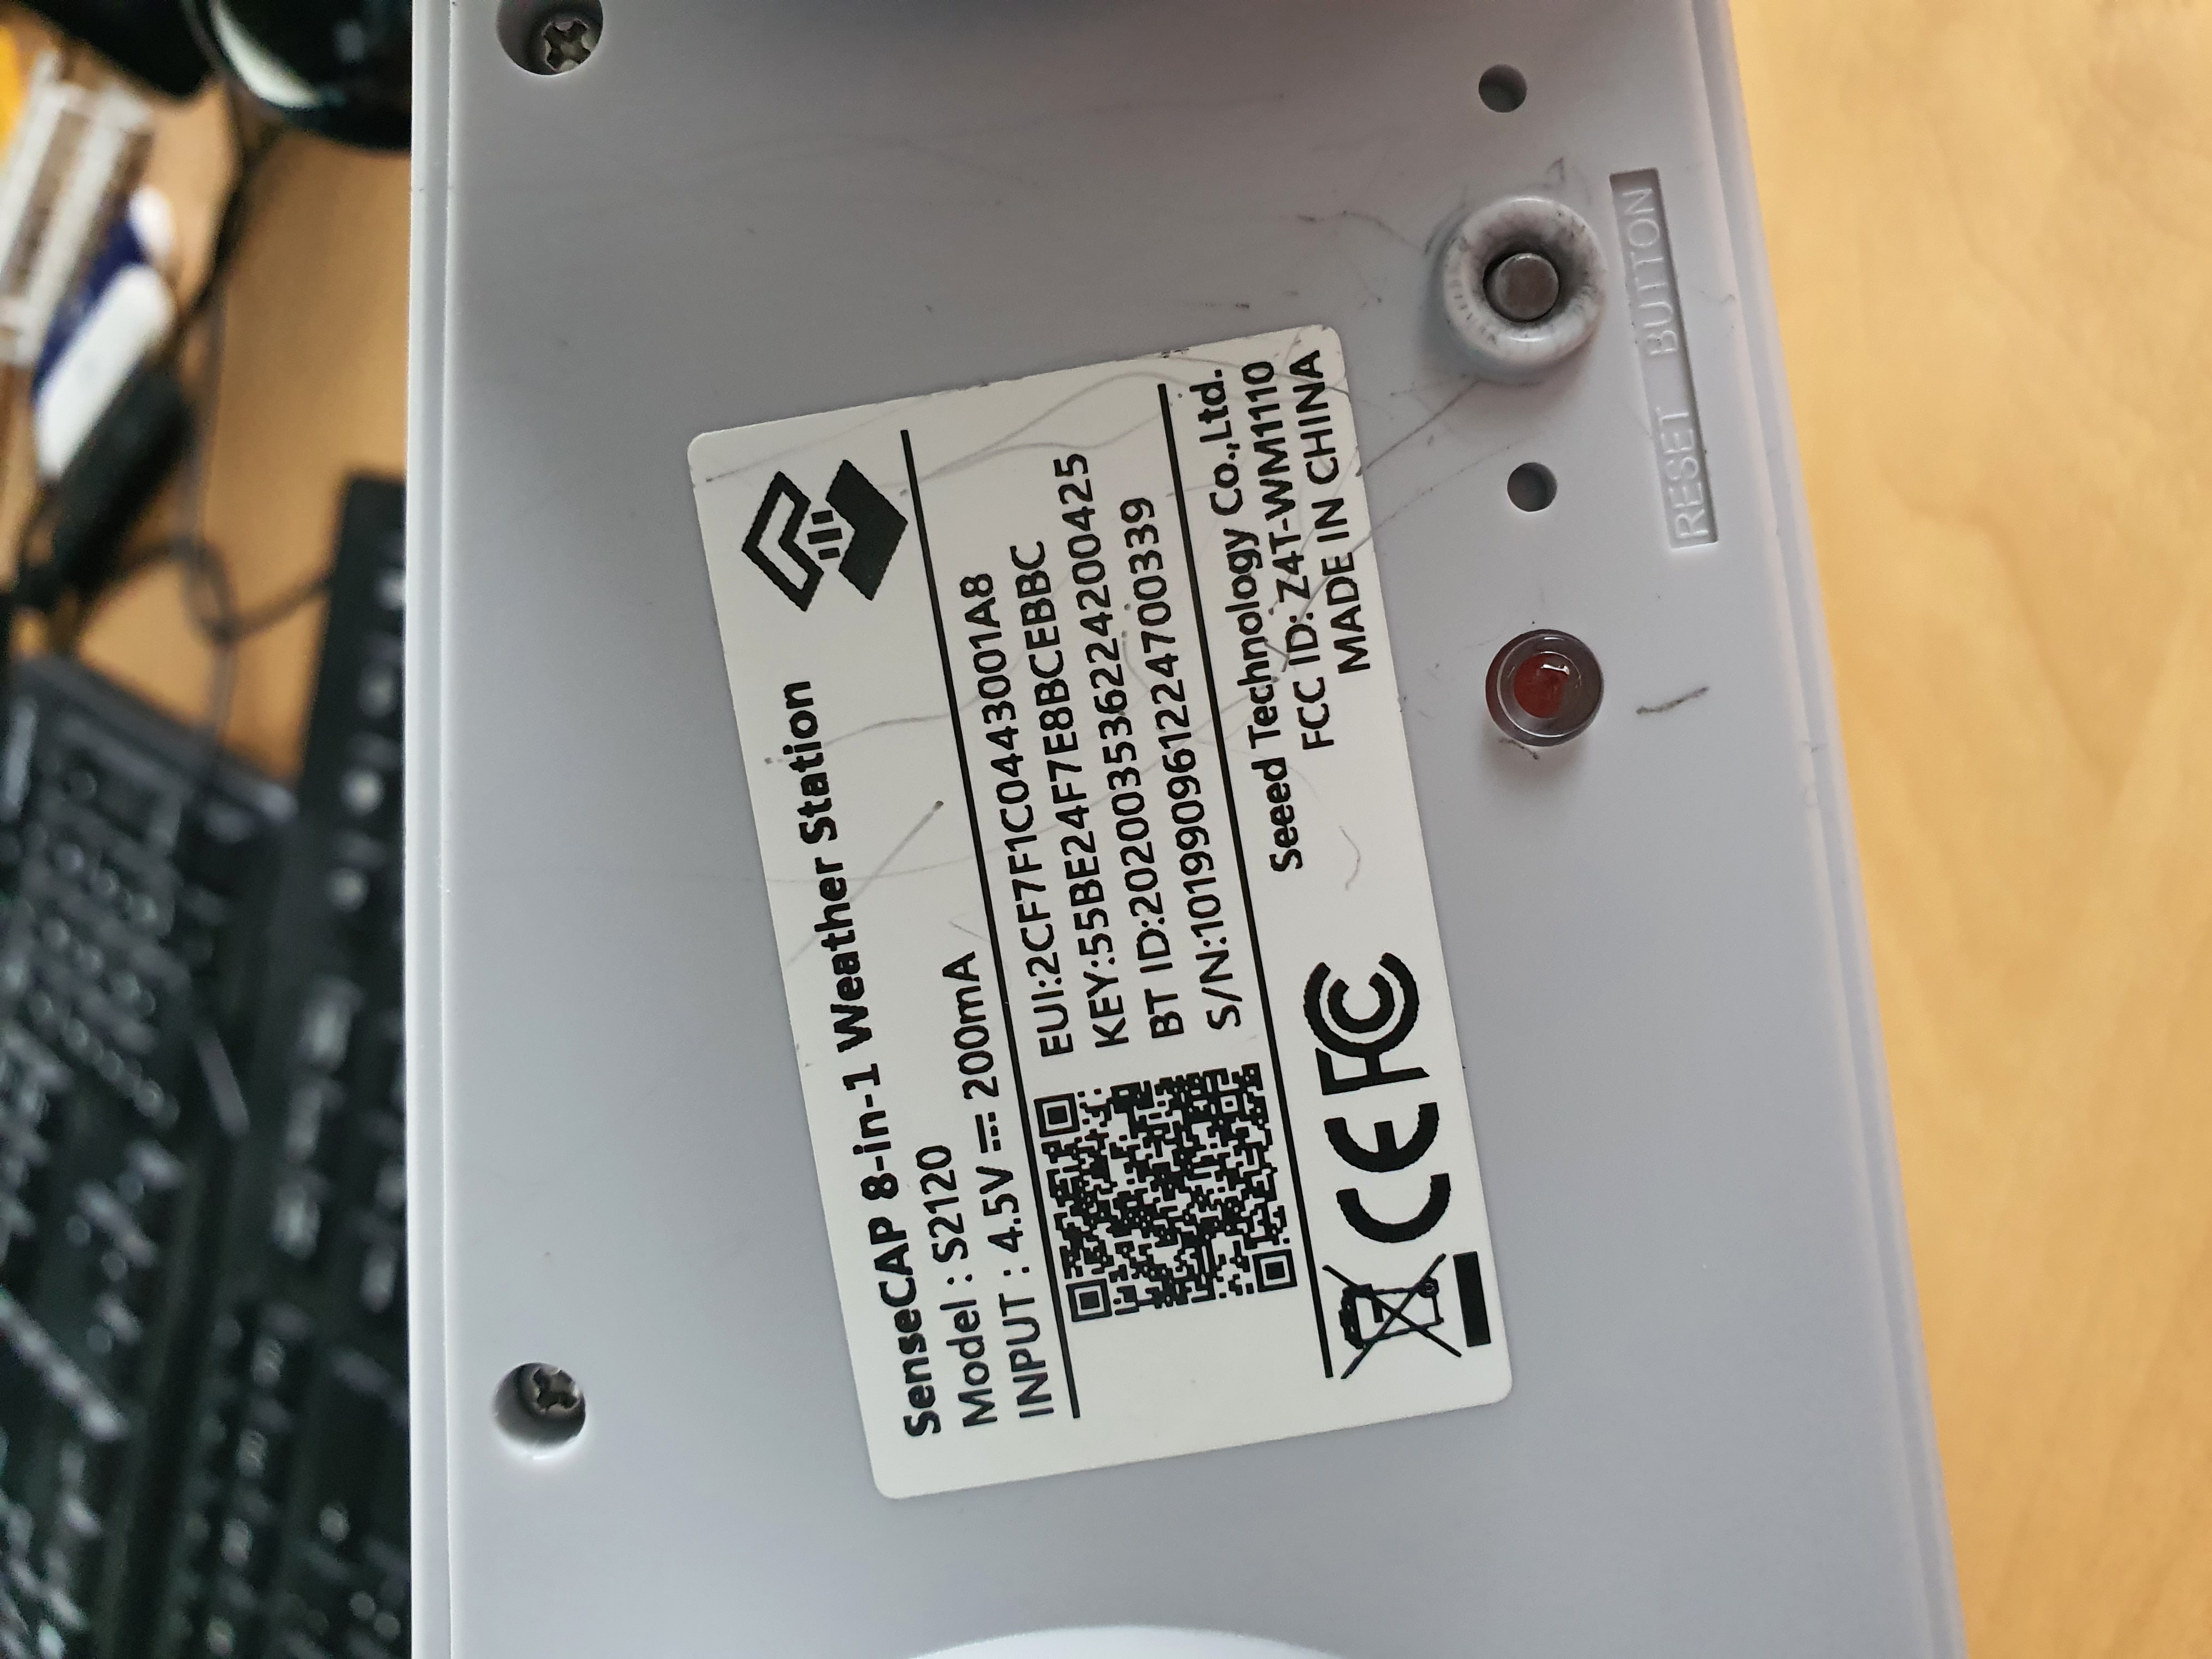 SenseCAP 8-in-1 Weather Station
Model : S2120
INPUT : 4.5V ⎓ 200mA
EUI:2CF7F1C0443001A8
KEY:55BE24F7E8BCEBBC
BT ID:2020035362224200425
S/N:101990961224700339
Seeed Technology Co.,Ltd.
FCC ID: Z4T-WM1110
MADE IN CHINA
CE FC
RESET BUTTON